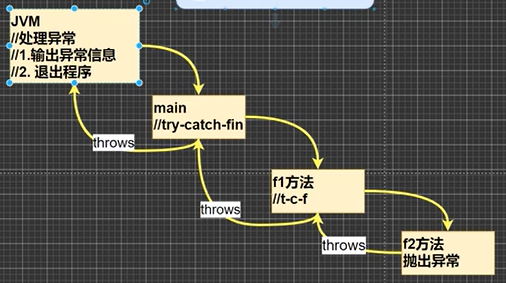 throws
JVM
//处理异常
//1.输出异常信息
//2. 退出程序
main
//try-catch-fin
throws
f1方法
//t-c-f
throws
f2方法
抛出异常
throws